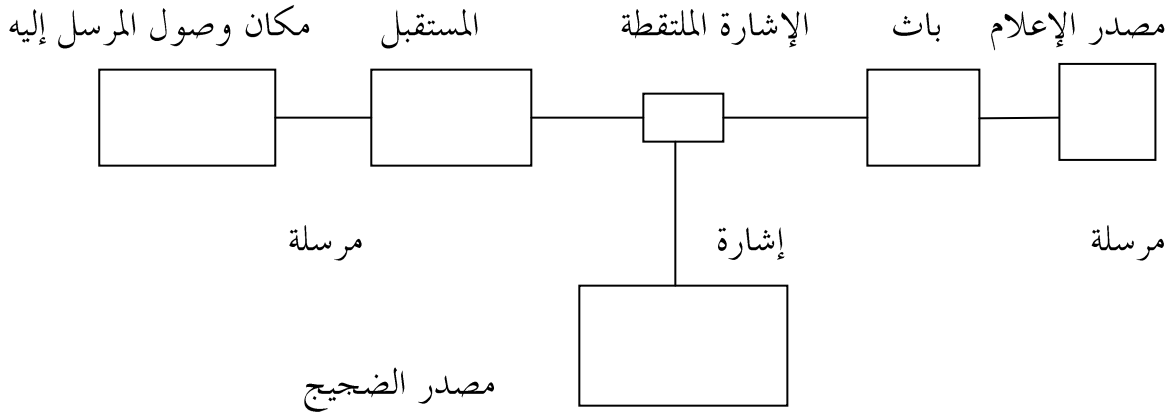 مصدر الإعلام باث الإشارة الملتقطة المستقبل مكان وصول المرسل إليه
مرسلة إشارة مرسلة
مصدر الضجيج